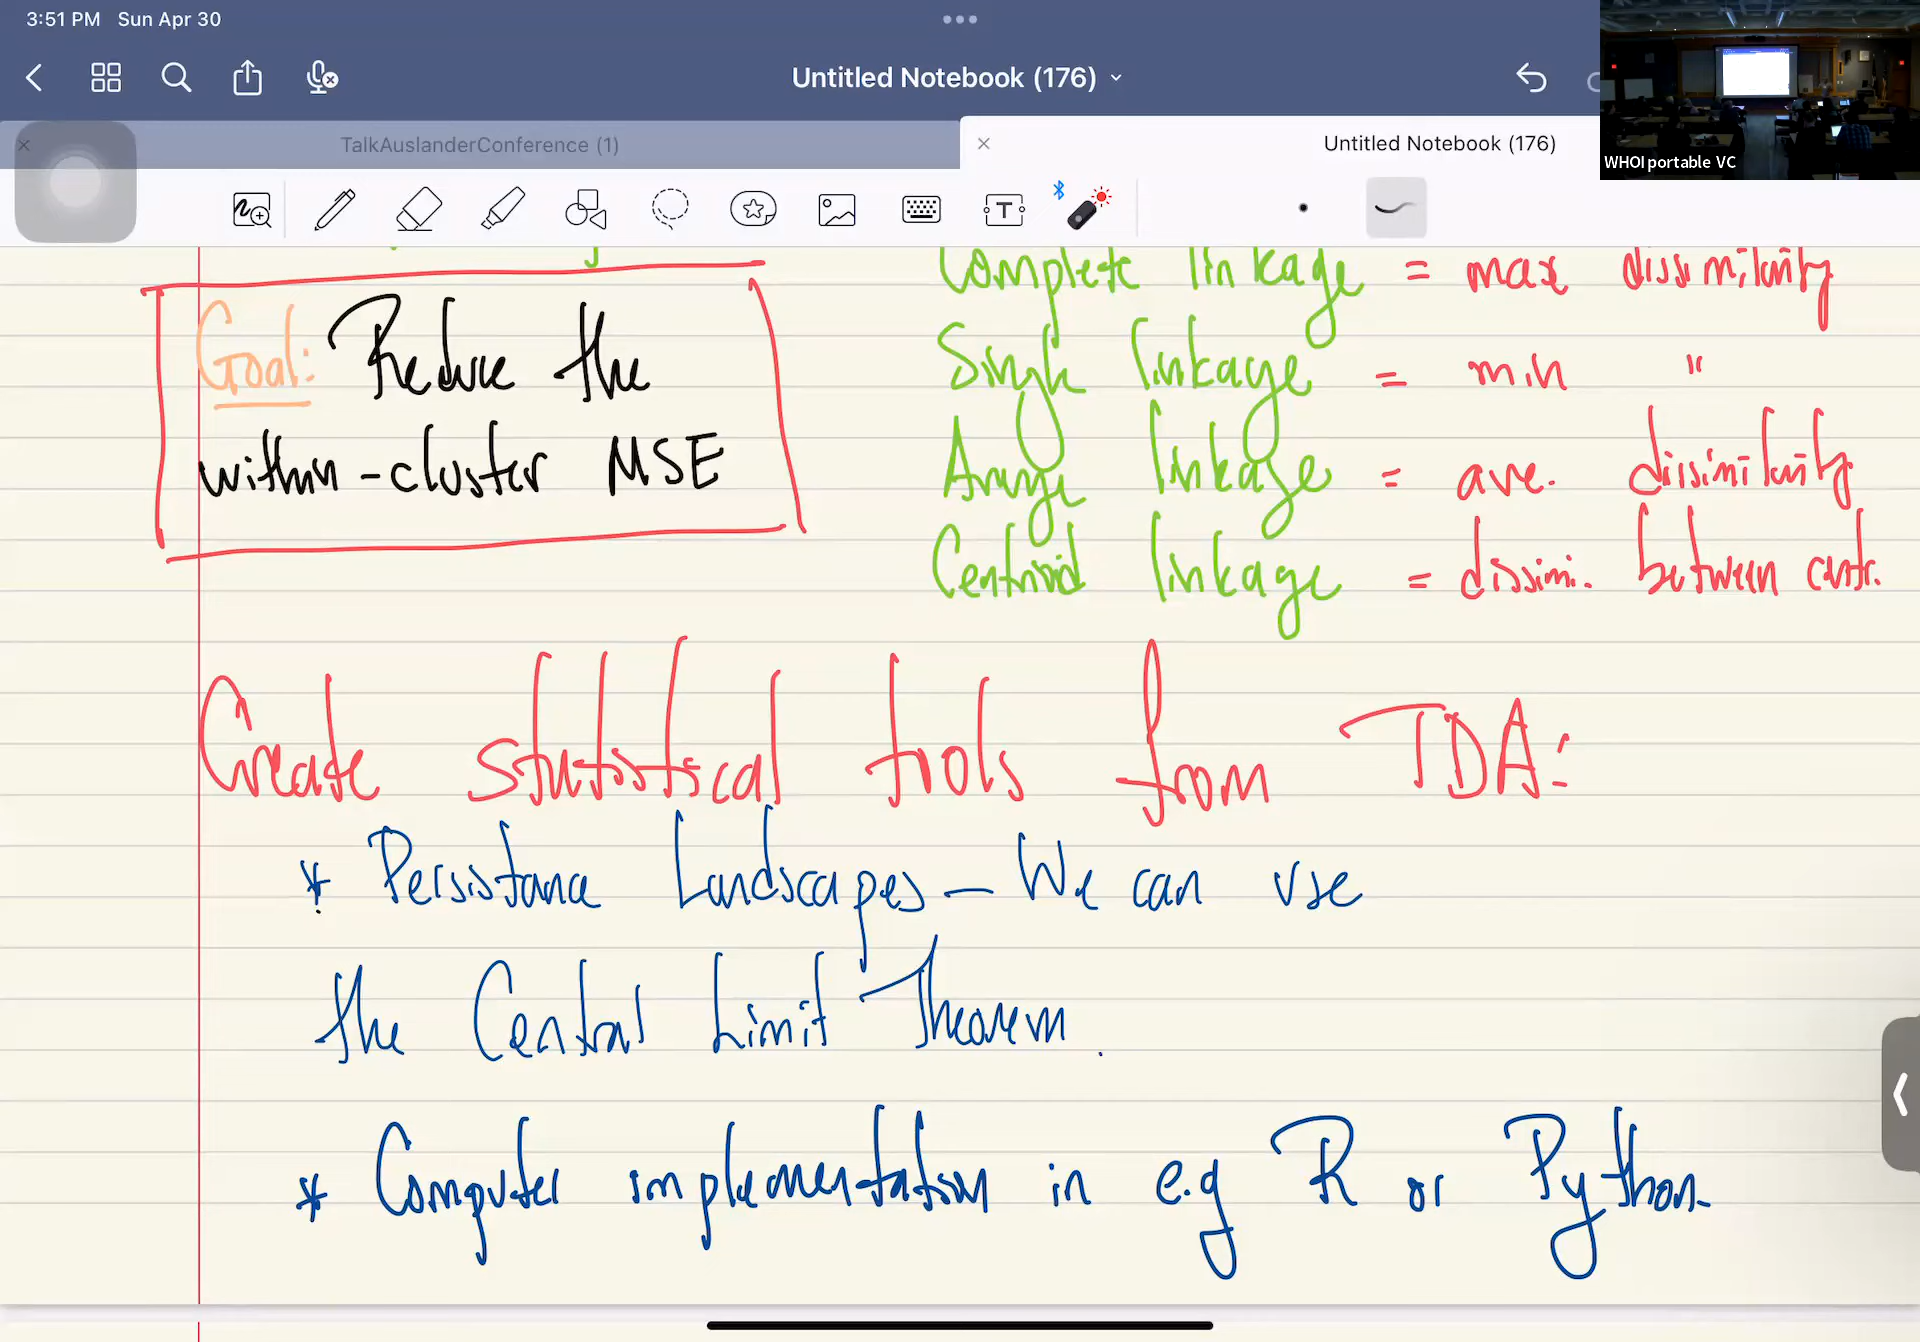 3:51 PM Sun Apr 30
Untitled Notebook (176)
TalkAuslanderConference (1)
Untitled Notebook (176)
WHOI portable VC
T
Goal: Reduce the
within-cluster MSE
Complete linkage = max dissimilarity
Single linkage = min "
Average linkage = ave. dissimilarity
Centroid linkage = dissimi. between centr.
Create statistical tools from TDA:
* Persistance Landscapes - We can use
the Central Limit Theorem.
* Computer implementation in e.g R or Python.